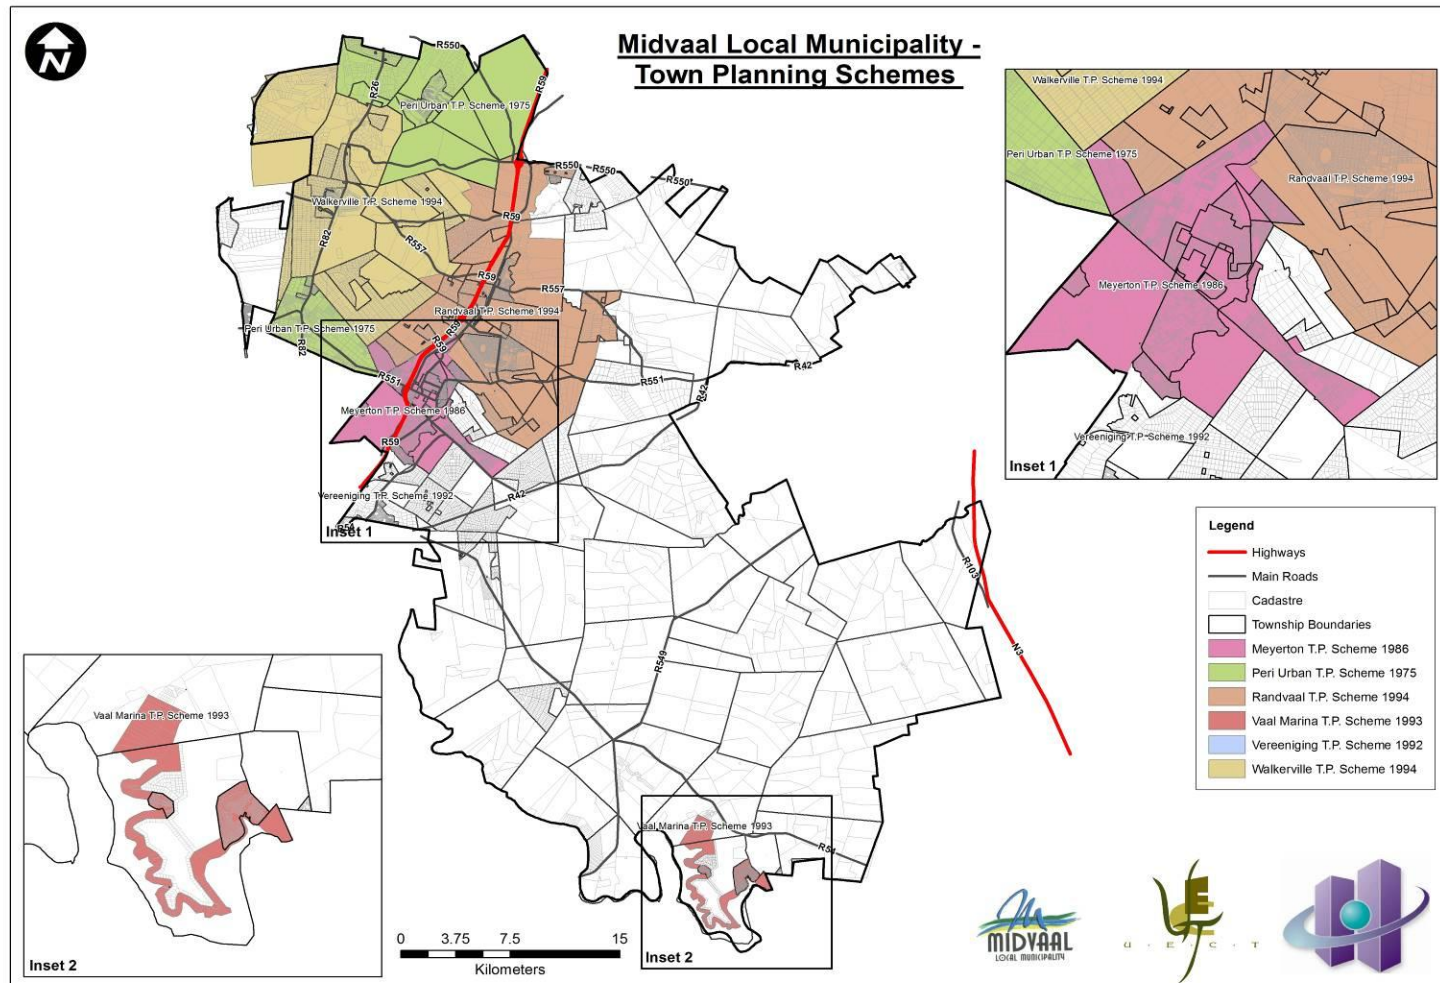 N
Midvaal Local Municipality -
Town Planning Schemes
R550
R59
R26
Peri Urban T.P. Scheme 1975
R550
R550
R550
R550
Walkerville T.P. Scheme 1994
R59
R82
R557
R59
R557
Randvaal T.P. Scheme 1994
R59
Peri Urban T.P. Scheme 1975
R82
R59
R42
R551
R551
R42
Meyerton T.P. Scheme 1986
R59
Vereeniging T.P. Scheme 1992
R42
R54
Inset 1
R103
N3
R549
Vaal Marina T.P. Scheme 1993
R54
Inset 2
Walkerville T.P. Scheme 1994
Peri Urban T.P. Scheme 1975
Randvaal T.P. Scheme 1994
Meyerton T.P. Scheme 1986
Vereeniging T.P. Scheme 1992
Inset 1
Legend
Highways
Main Roads
Cadastre
Township Boundaries
Meyerton T.P. Scheme 1986
Peri Urban T.P. Scheme 1975
Randvaal T.P. Scheme 1994
Vaal Marina T.P. Scheme 1993
Vereeniging T.P. Scheme 1992
Walkerville T.P. Scheme 1994
Vaal Marina T.P. Scheme 1993
Inset 2
0 3.75 7.5 15
Kilometers
MIDVAAL
LOCAL MUNICIPALITY
U · E · C · T